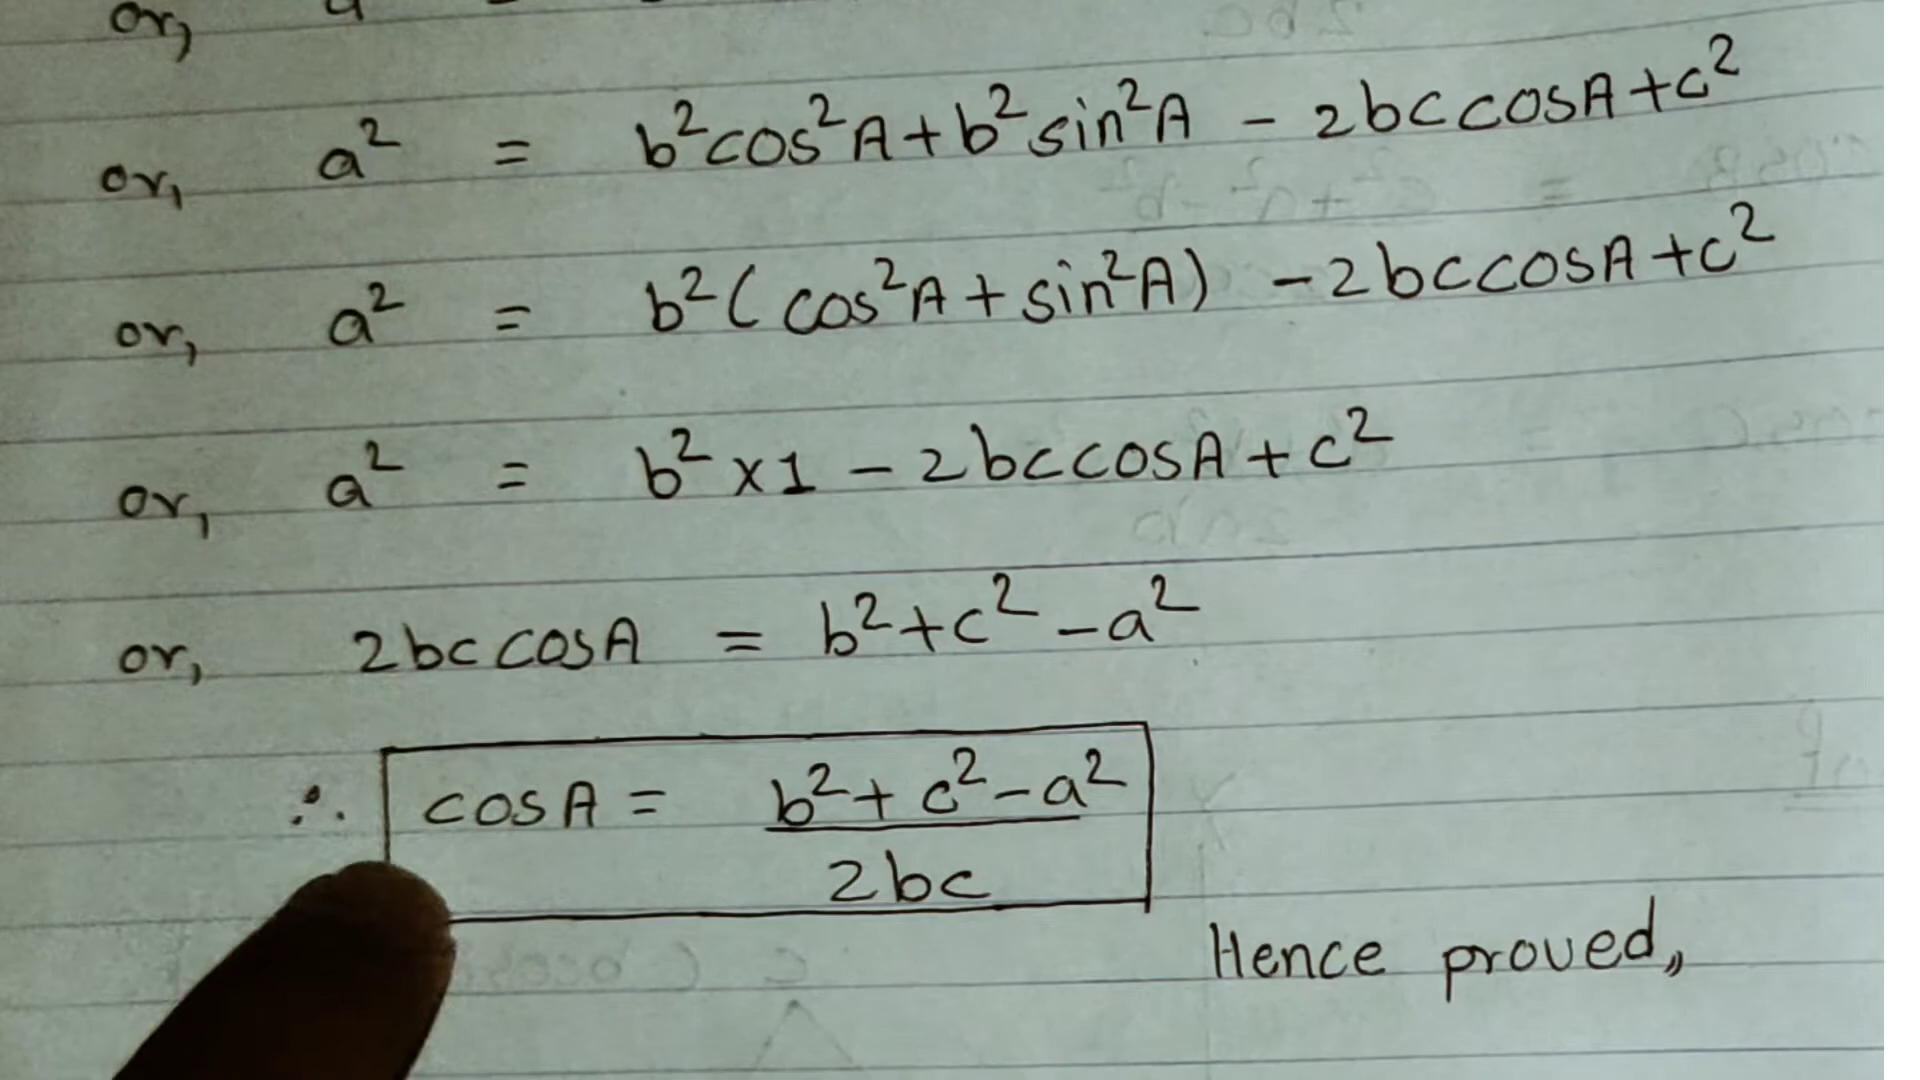 or,
or, a² = b²cos²A + b²sin²A - 2bc cosA + c²
or, a² = b²(cos²A + sin²A) - 2bc cosA + c²
or, a² = b² x 1 - 2bc cosA + c²
or, 2bc cosA = b² + c² - a²
∴ cosA = b² + c² - a²
2bc
Hence proved,,